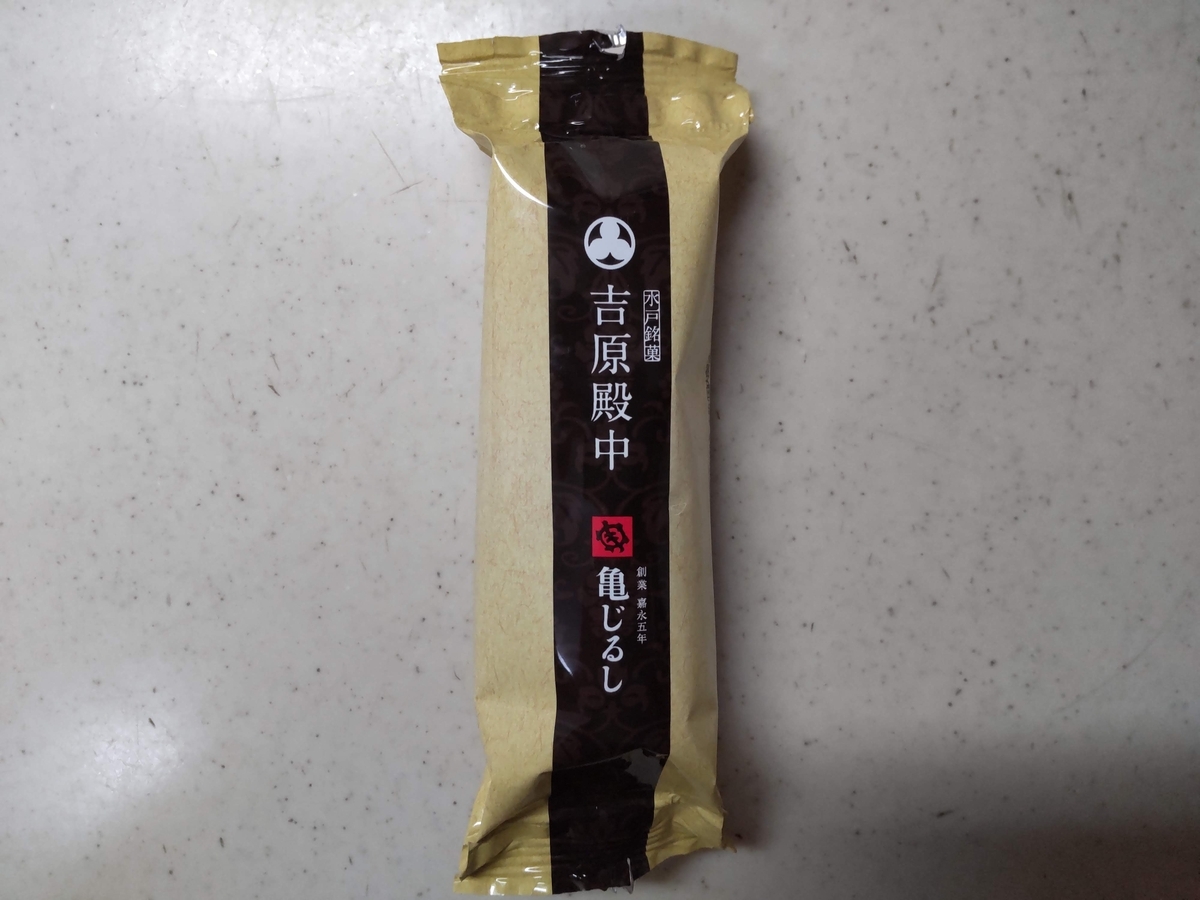 水戸銘菓
吉原殿中
創業 嘉永五年
亀じるし